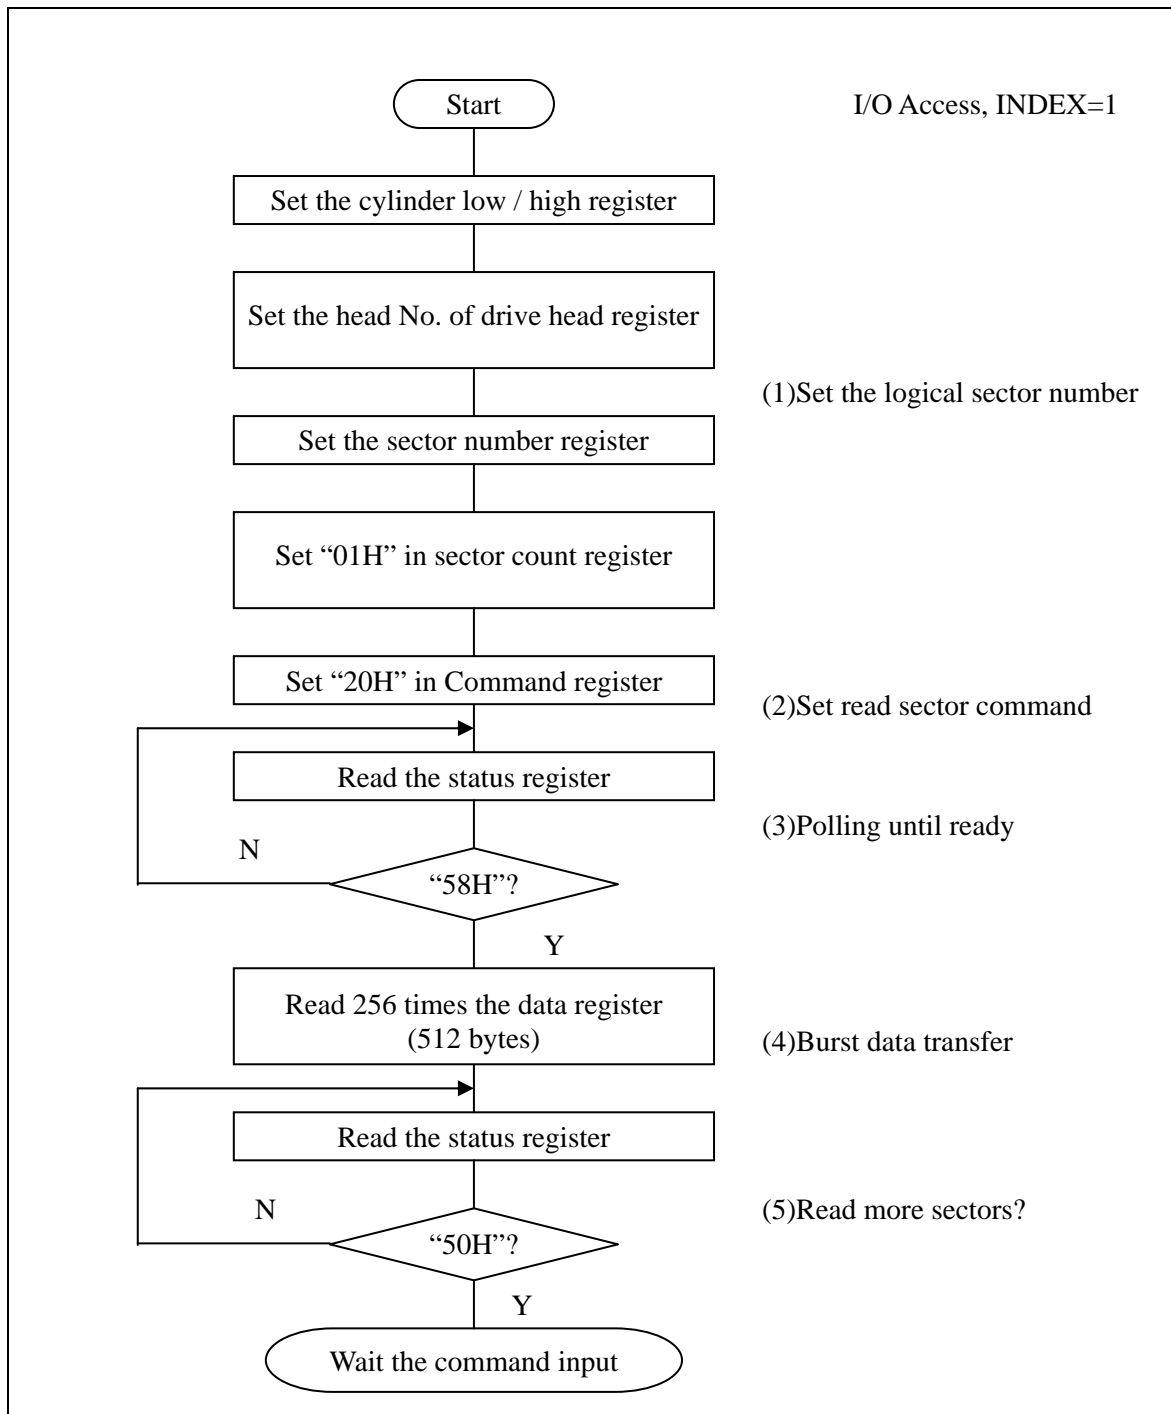 Start
I/O Access, INDEX=1
Set the cylinder low / high register
Set the head No. of drive head register
(1)Set the logical sector number
Set the sector number register
Set “01H” in sector count register
Set “20H” in Command register
(2)Set read sector command
Read the status register
(3)Polling until ready
N
“58H”?
Y
Read 256 times the data register
(512 bytes)
(4)Burst data transfer
Read the status register
N
(5)Read more sectors?
“50H”?
Y
Wait the command input